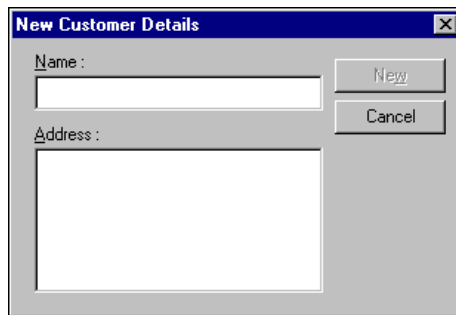 New Customer Details
Name :
New
Cancel
Address :